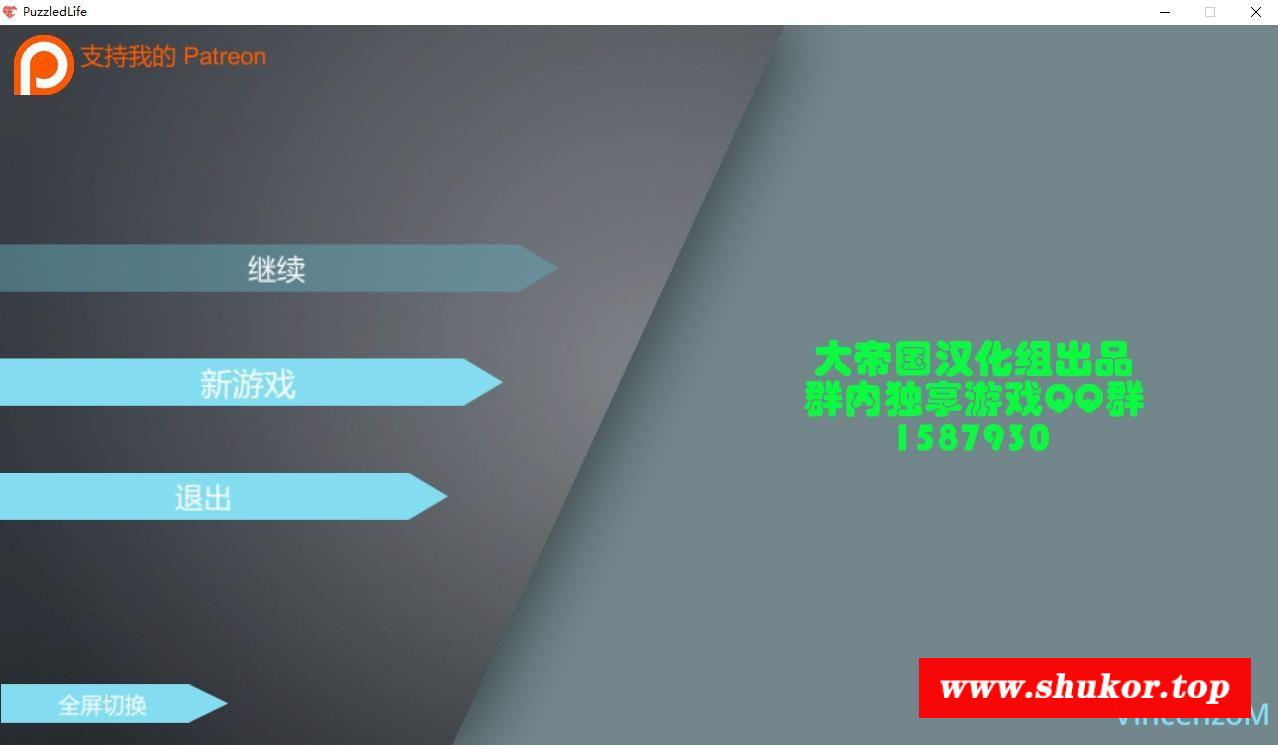 PuzzledLife
支持我的 Patreon
继续
新游戏
退出
全屏切换
大帝国汉化组出品
群内独享游戏QQ群
1587930
www.shukor.top